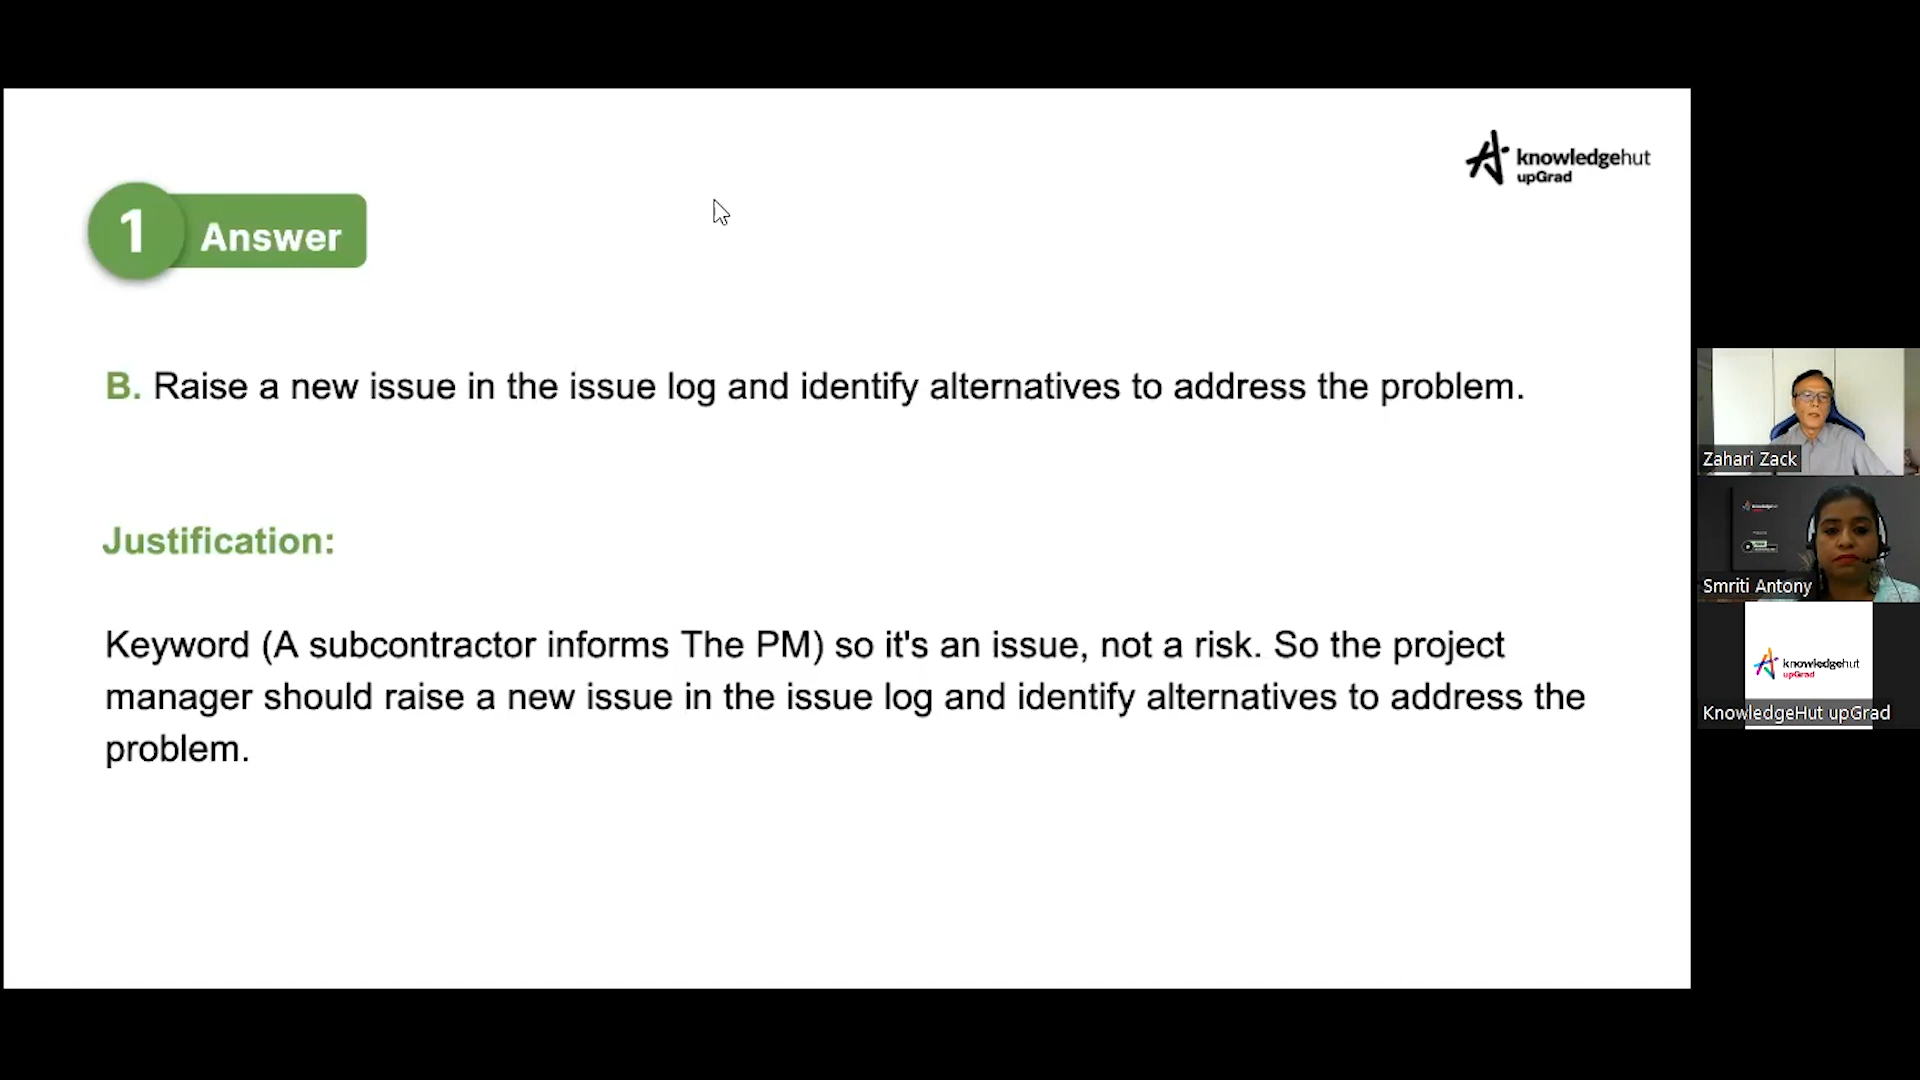 knowledgehut
upGrad
1 Answer
B. Raise a new issue in the issue log and identify alternatives to address the problem.
Justification:
Keyword (A subcontractor informs The PM) so it's an issue, not a risk. So the project
manager should raise a new issue in the issue log and identify alternatives to address the
problem.
Zahari Zack
Smriti Antony
knowledgehut
upGrad
KnowledgeHut upGrad